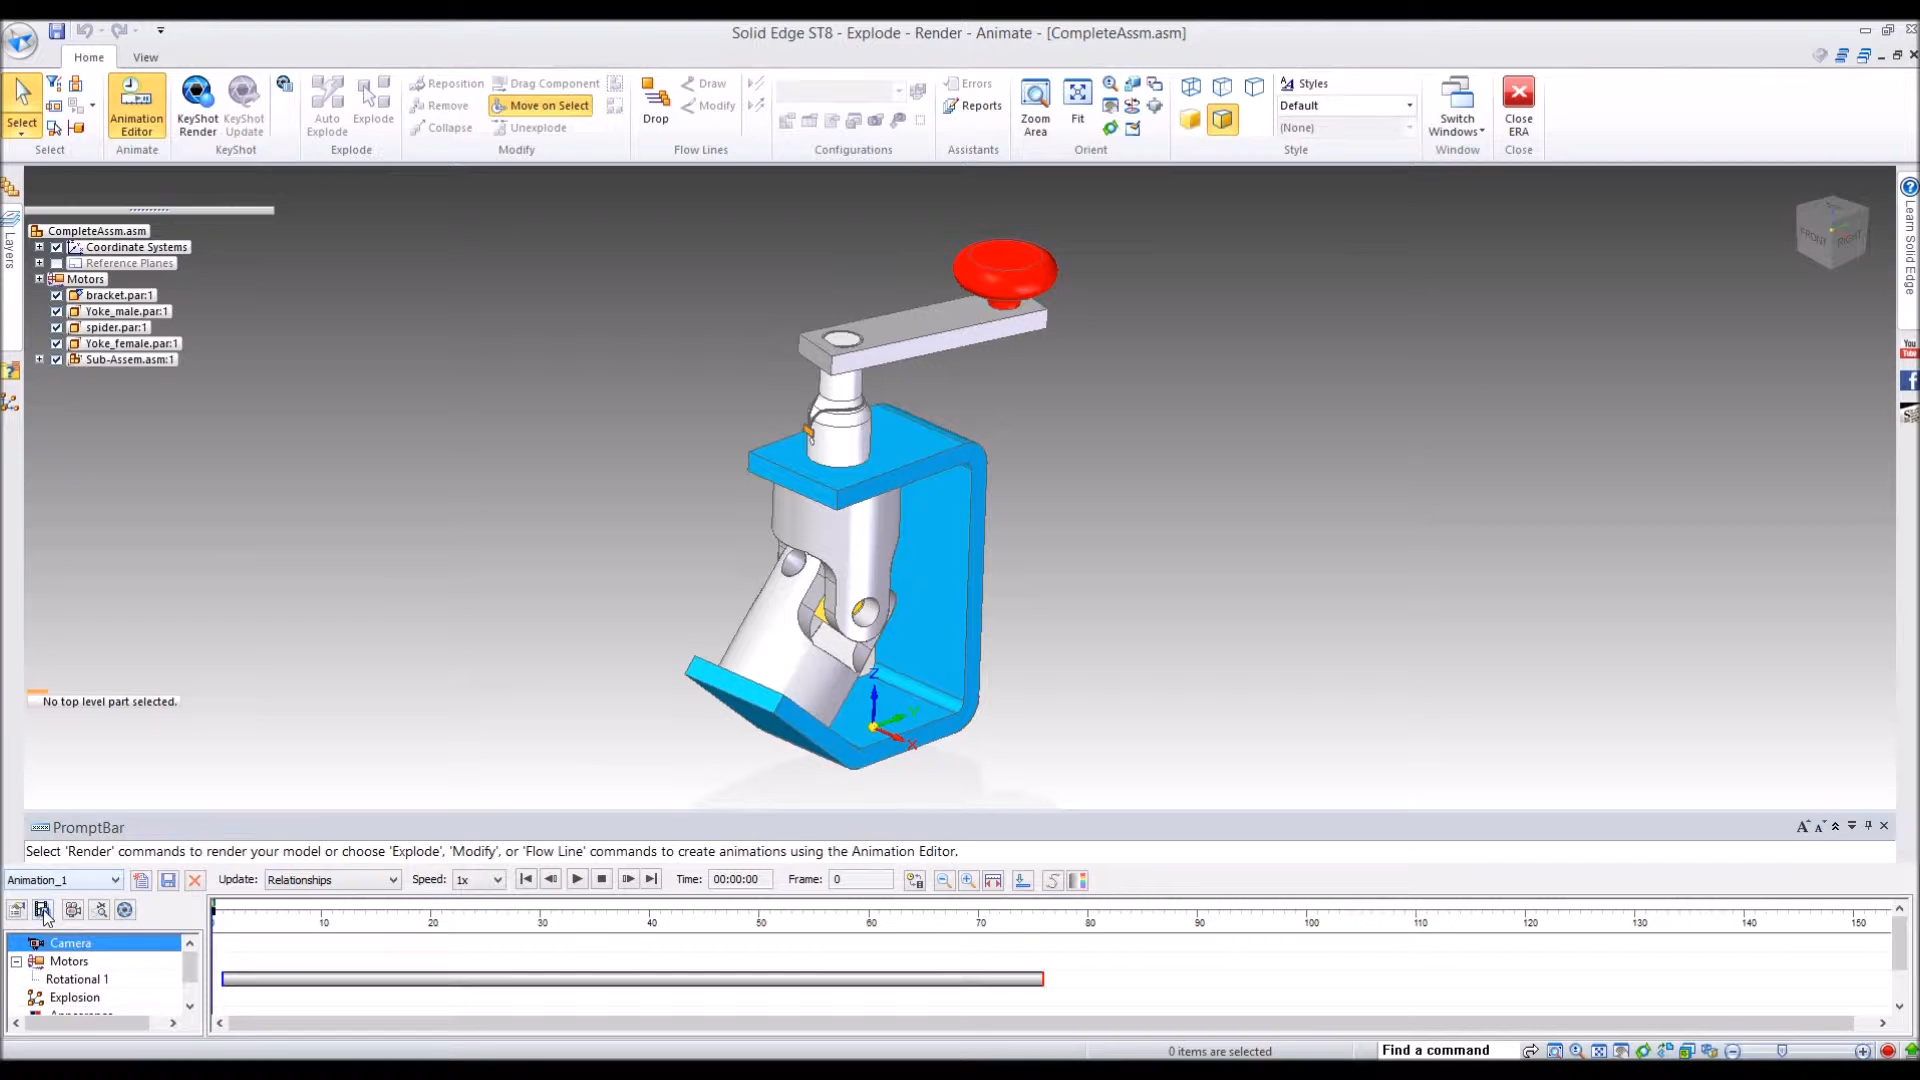 Solid Edge ST8 - Explode - Render - Animate - [CompleteAssm.asm]
Home View
Select
Animation Editor
KeyShot Render
KeyShot Update
Auto Explode
Explode
Reposition
Remove
Collapse
Drag Component
Move on Select
Unexplode
Drop
Draw
Modify
Errors
Reports
Zoom Area
Fit
Styles
Default
(None)
Switch Windows
Close ERA
Select Animate KeyShot Explode Modify Flow Lines Configurations Assistants Orient Style Window Close
Layers
CompleteAssm.asm
Coordinate Systems
Reference Planes
Motors
bracket.par:1
Yoke_male.par:1
spider.par:1
Yoke_female.par:1
Sub-Assem.asm:1
No top level part selected.
FRONT RIGHT
Learn Solid Edge
You
Z
Y
X
PromptBar
Select 'Render' commands to render your model or choose 'Explode', 'Modify', or 'Flow Line' commands to create animations using the Animation Editor.
Animation_1 Update: Relationships Speed: 1x Time: 00:00:00 Frame: 0
10 20 30 40 50 60 70 80 90 100 110 120 130 140 150
Camera
Motors
Rotational 1
Explosion
0 items are selected
Find a command